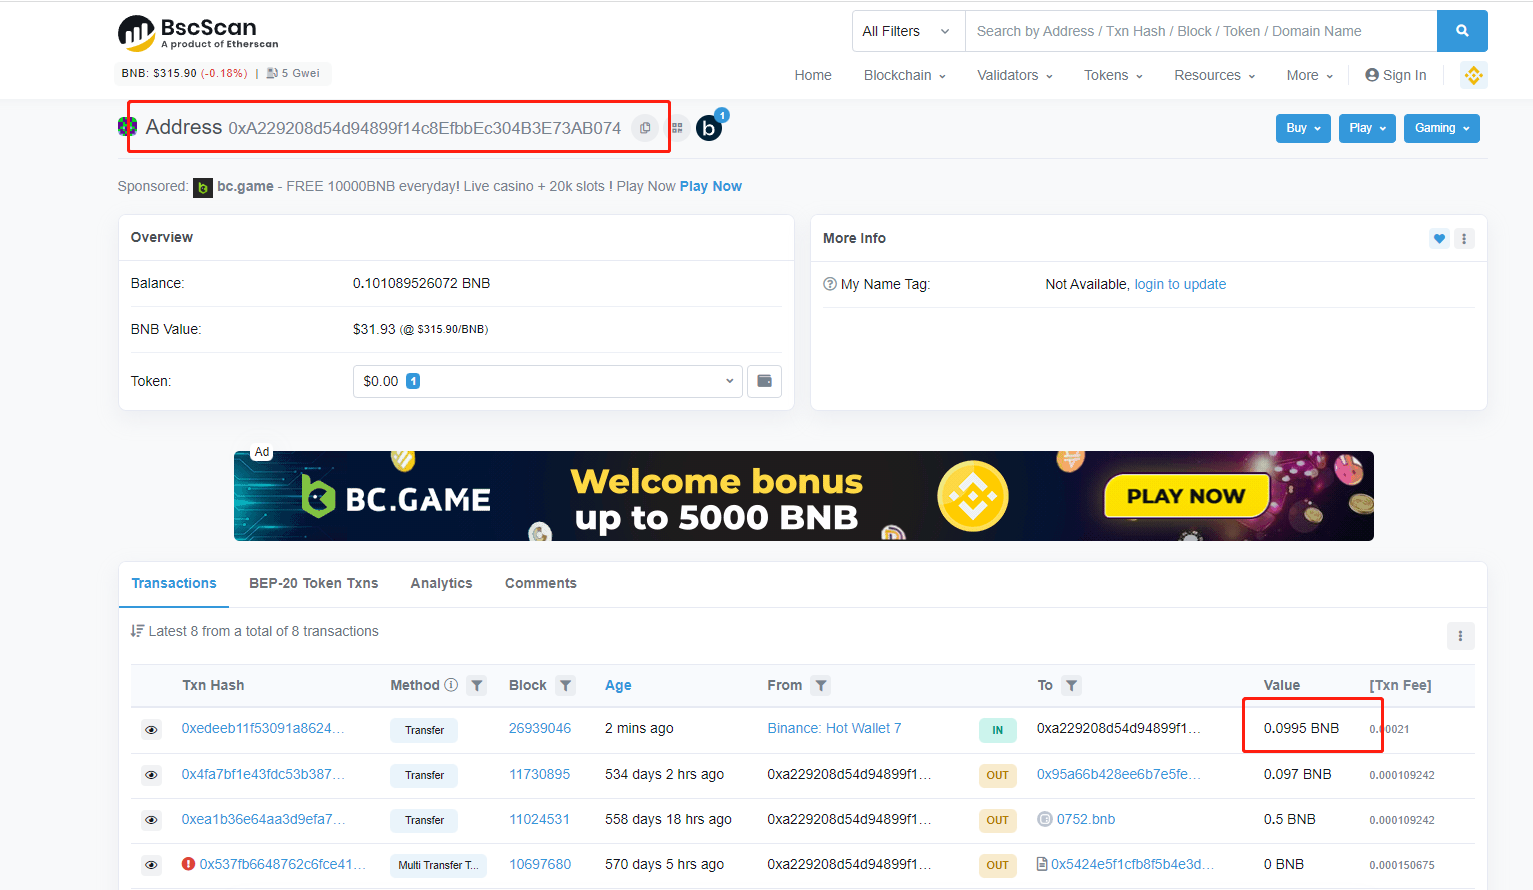 BscScan
A product of Etherscan
All Filters
Search by Address / Txn Hash / Block / Token / Domain Name
BNB: $315.90 (-0.18%) | 5 Gwei
Home Blockchain Validators Tokens Resources More Sign In
Address 0xA229208d54d94899f14c8EfbbEc304B3E73AB074 b 1
Buy Play Gaming
Sponsored: bc.game - FREE 10000BNB everyday! Live casino + 20k slots ! Play Now Play Now
Overview
Balance: 0.101089526072 BNB
BNB Value: $31.93 (@ $315.90/BNB)
Token: $0.00 1
More Info
My Name Tag: Not Available, login to update
Ad
BC.GAME
Welcome bonus
up to 5000 BNB
PLAY NOW
Transactions BEP-20 Token Txns Analytics Comments
Latest 8 from a total of 8 transactions
Txn Hash Method Block Age From To Value [Txn Fee]
0xedeeb11f53091a8624... Transfer 26939046 2 mins ago Binance: Hot Wallet 7 IN 0xa229208d54d94899f1... 0.0995 BNB 0.00021
0x4fa7bf1e43fdc53b387... Transfer 11730895 534 days 2 hrs ago 0xa229208d54d94899f1... OUT 0x95a66b428ee6b7e5fe... 0.097 BNB 0.000109242
0xea1b36e64aa3d9efa7... Transfer 11024531 558 days 18 hrs ago 0xa229208d54d94899f1... OUT 0752.bnb 0.5 BNB 0.000109242
0x537fb6648762c6fce41... Multi Transfer T... 10697680 570 days 5 hrs ago 0xa229208d54d94899f1... OUT 0x5424e5f1cfb8f5b4e3d... 0 BNB 0.000150675